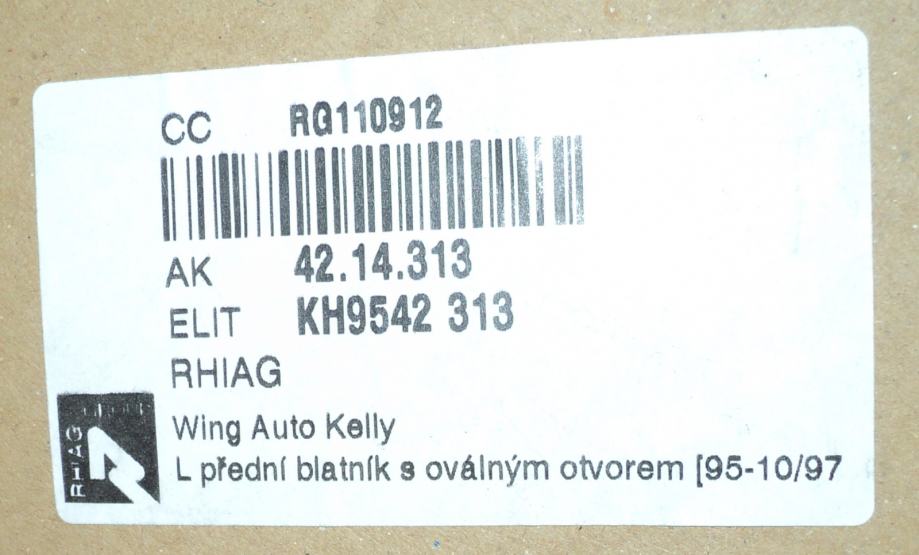 CC RG110912
AK 42.14.313
ELIT KH9542 313
RHIAG
Wing Auto Kelly
L přední blatník s oválným otvorem [95-10/97
RHIAG